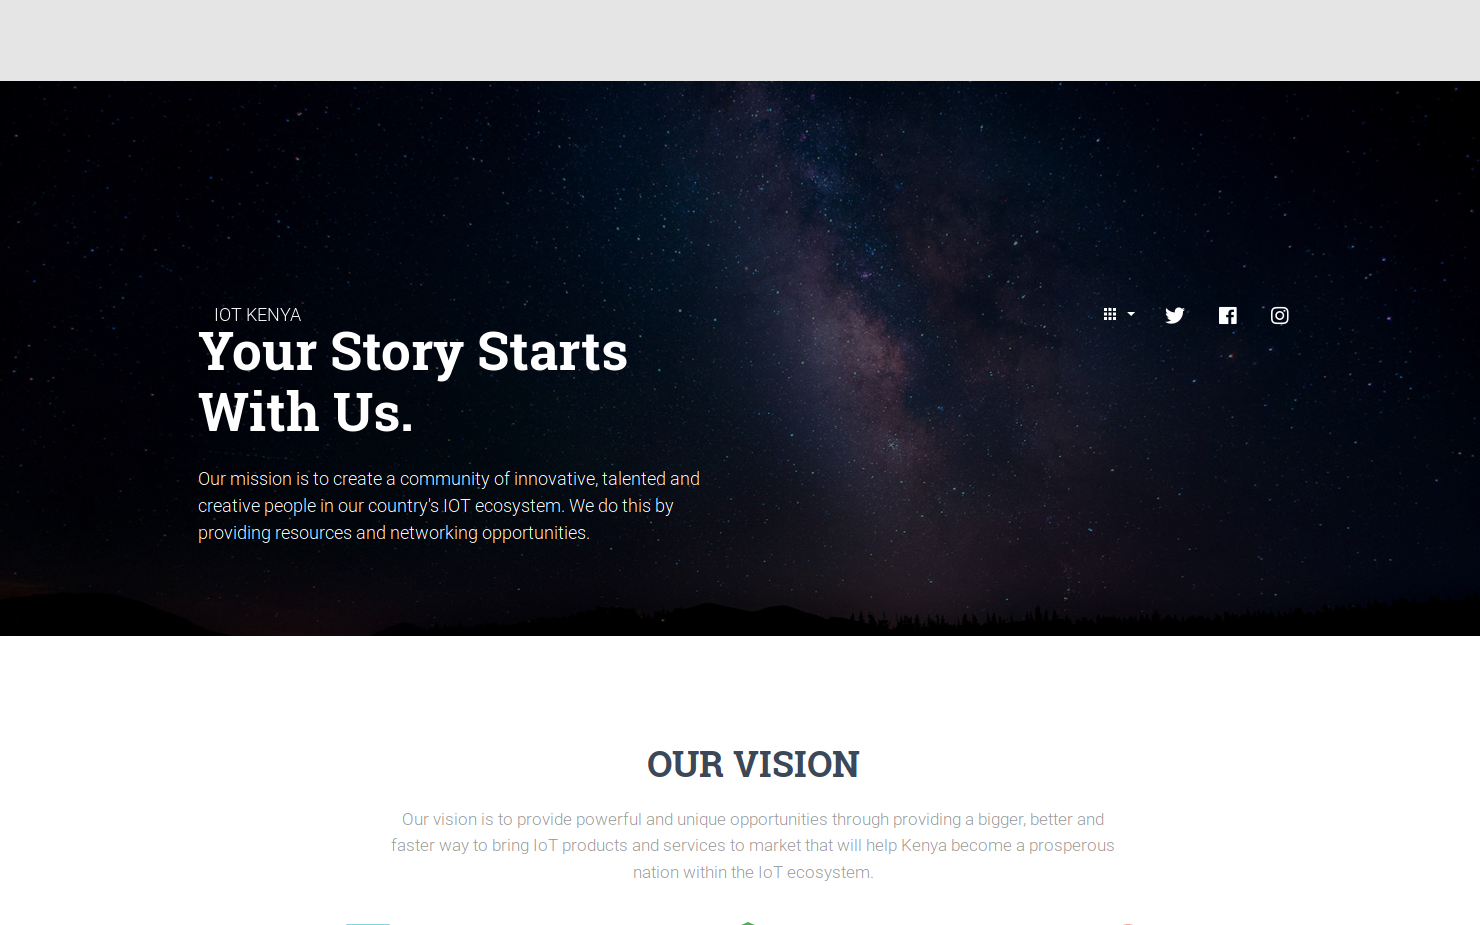 IOT KENYA
Your Story Starts
With Us.
Our mission is to create a community of innovative, talented and
creative people in our country's IOT ecosystem. We do this by
providing resources and networking opportunities.
OUR VISION
Our vision is to provide powerful and unique opportunities through providing a bigger, better and
faster way to bring IoT products and services to market that will help Kenya become a prosperous
nation within the IoT ecosystem.